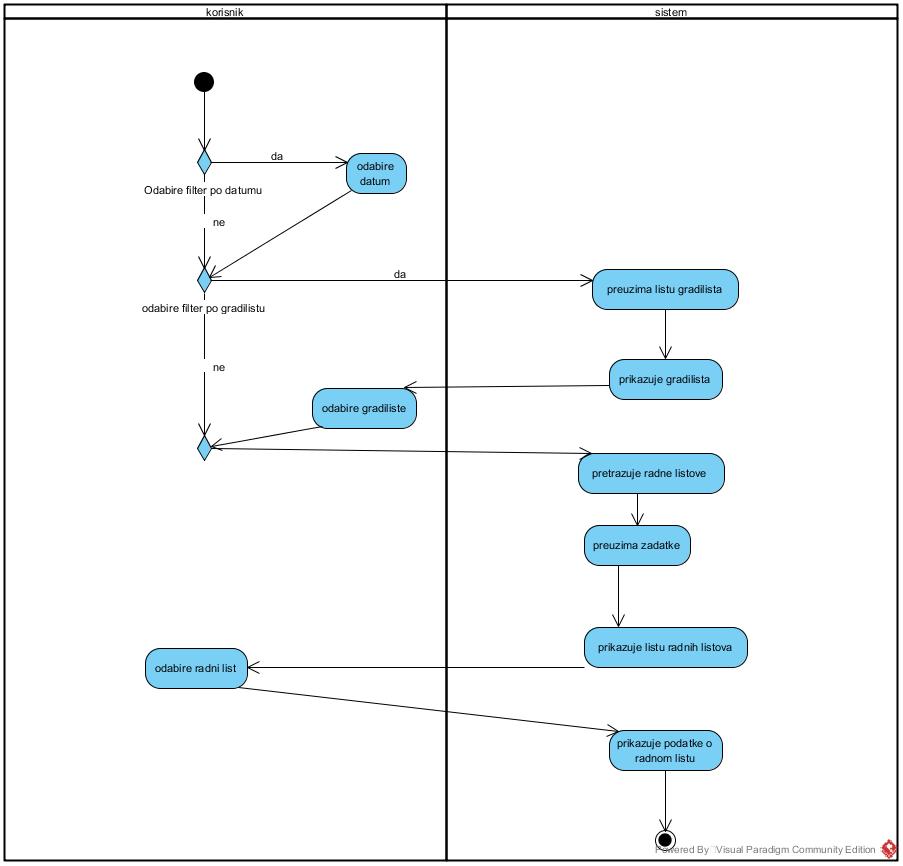 korisnik
sistem
da
odabire
datum
Odabire filter po datumu
ne
da
preuzima listu gradilista
odabire filter po gradilistu
ne
prikazuje gradilista
odabire gradiliste
pretrazuje radne listove
preuzima zadatke
prikazuje listu radnih listova
odabire radni list
prikazuje podatke o
radnom listu
Powered By Visual Paradigm Community Edition